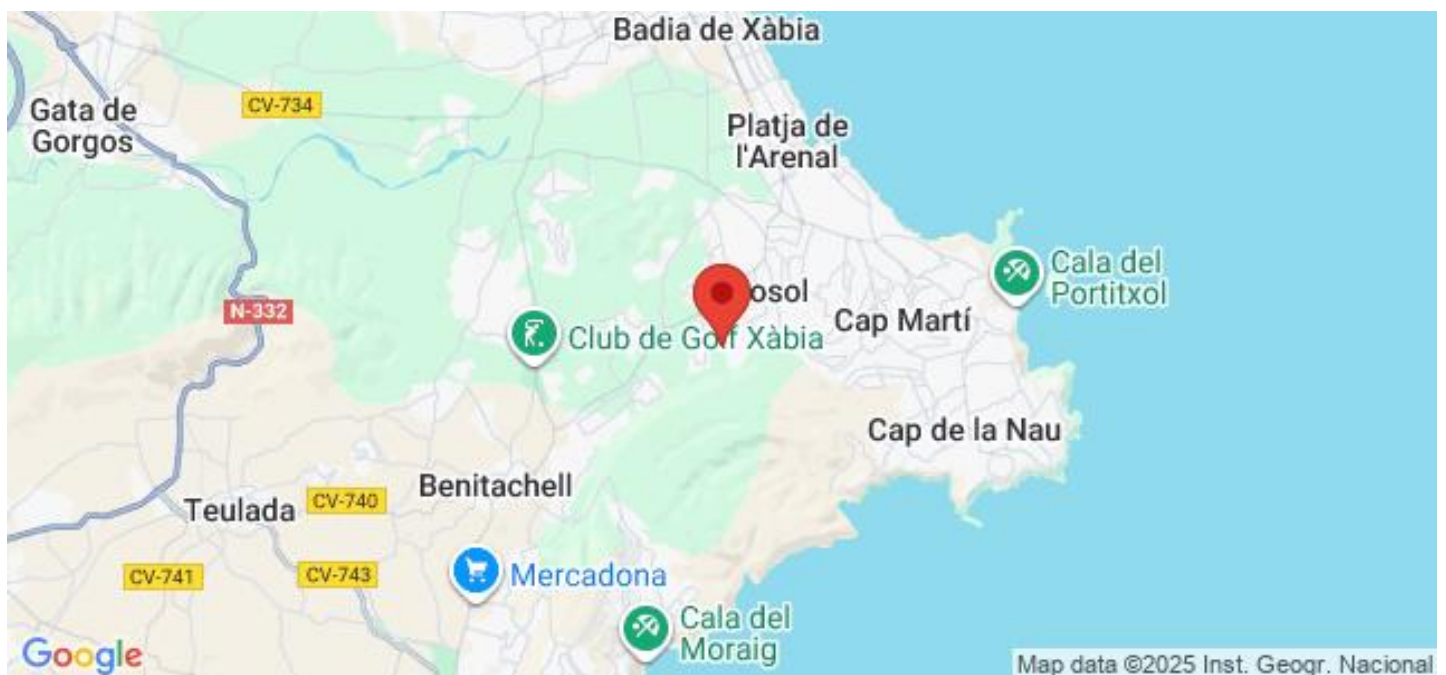 Badia de Xàbia
Gata de
Gorgos
CV-734
Platja de
l'Arenal
Cala del
Portitxol
osol
N-332
Cap Martí
Club de Golf Xàbia
Cap de la Nau
Benitachell
Teulada
CV-740
CV-741
CV-743
Mercadona
Cala del
Moraig
Google
Map data ©2025 Inst. Geogr. Nacional